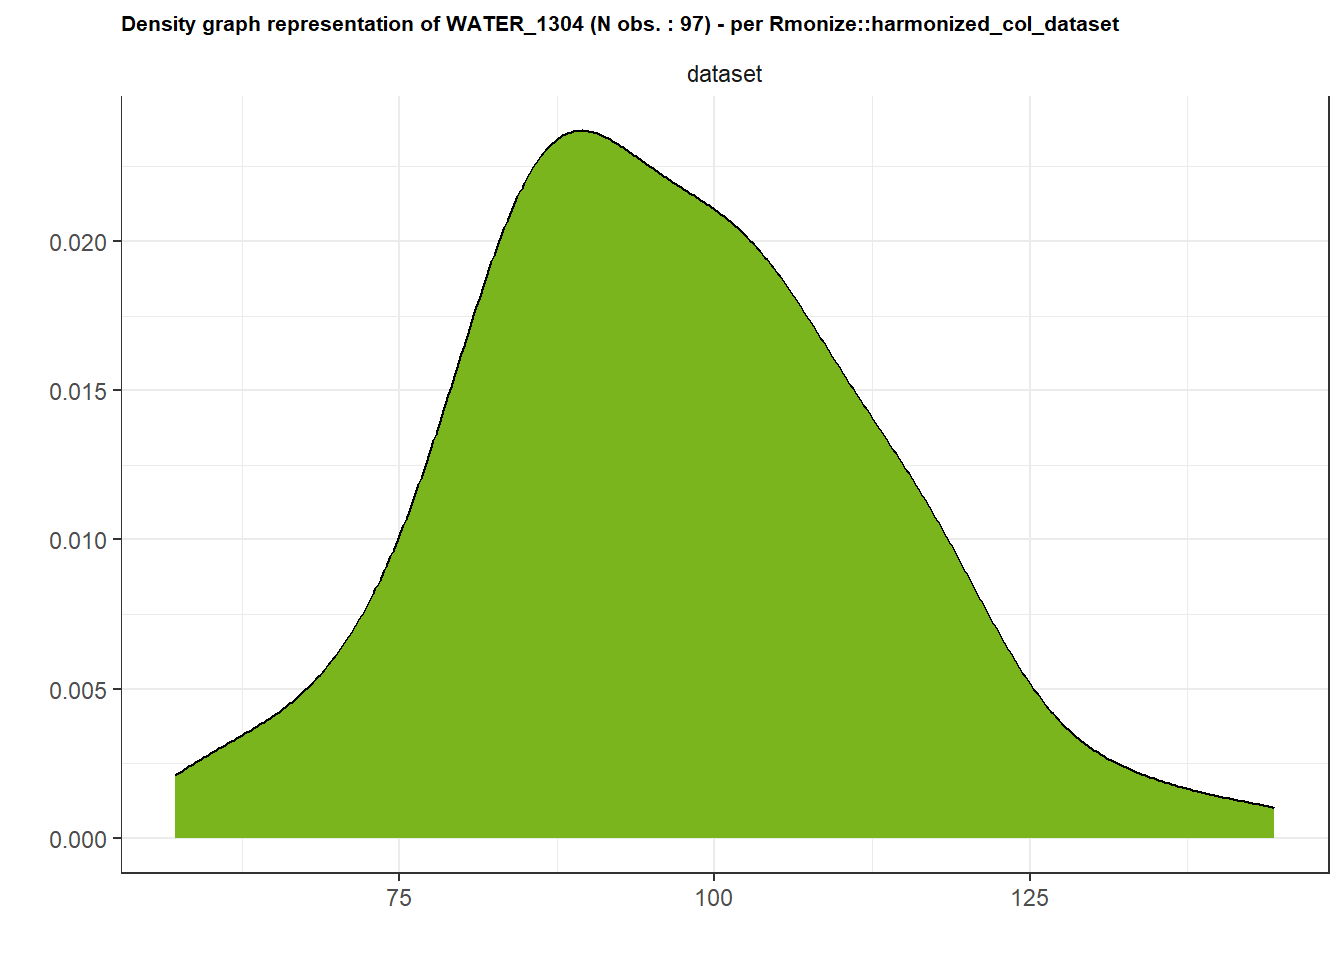 Density graph representation of WATER_1304 (N obs. : 97) - per Rmonize::harmonized_col_dataset
dataset
0.020
0.015
0.010
0.005
0.000
75 100 125